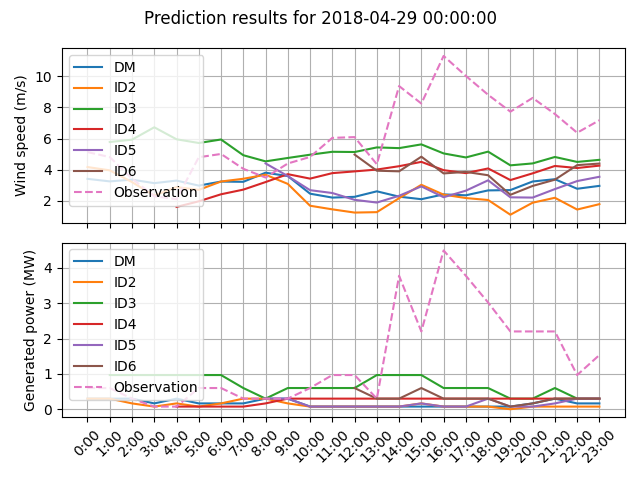 Prediction results for 2018-04-29 00:00:00
Wind speed (m/s)
10
8
6
4
2
DM
ID2
ID3
ID4
ID5
ID6
Observation
Generated power (MW)
4
3
2
1
0
DM
ID2
ID3
ID4
ID5
ID6
Observation
0:00 1:00 2:00 3:00 4:00 5:00 6:00 7:00 8:00 9:00 10:00 11:00 12:00 13:00 14:00 15:00 16:00 17:00 18:00 19:00 20:00 21:00 22:00 23:00